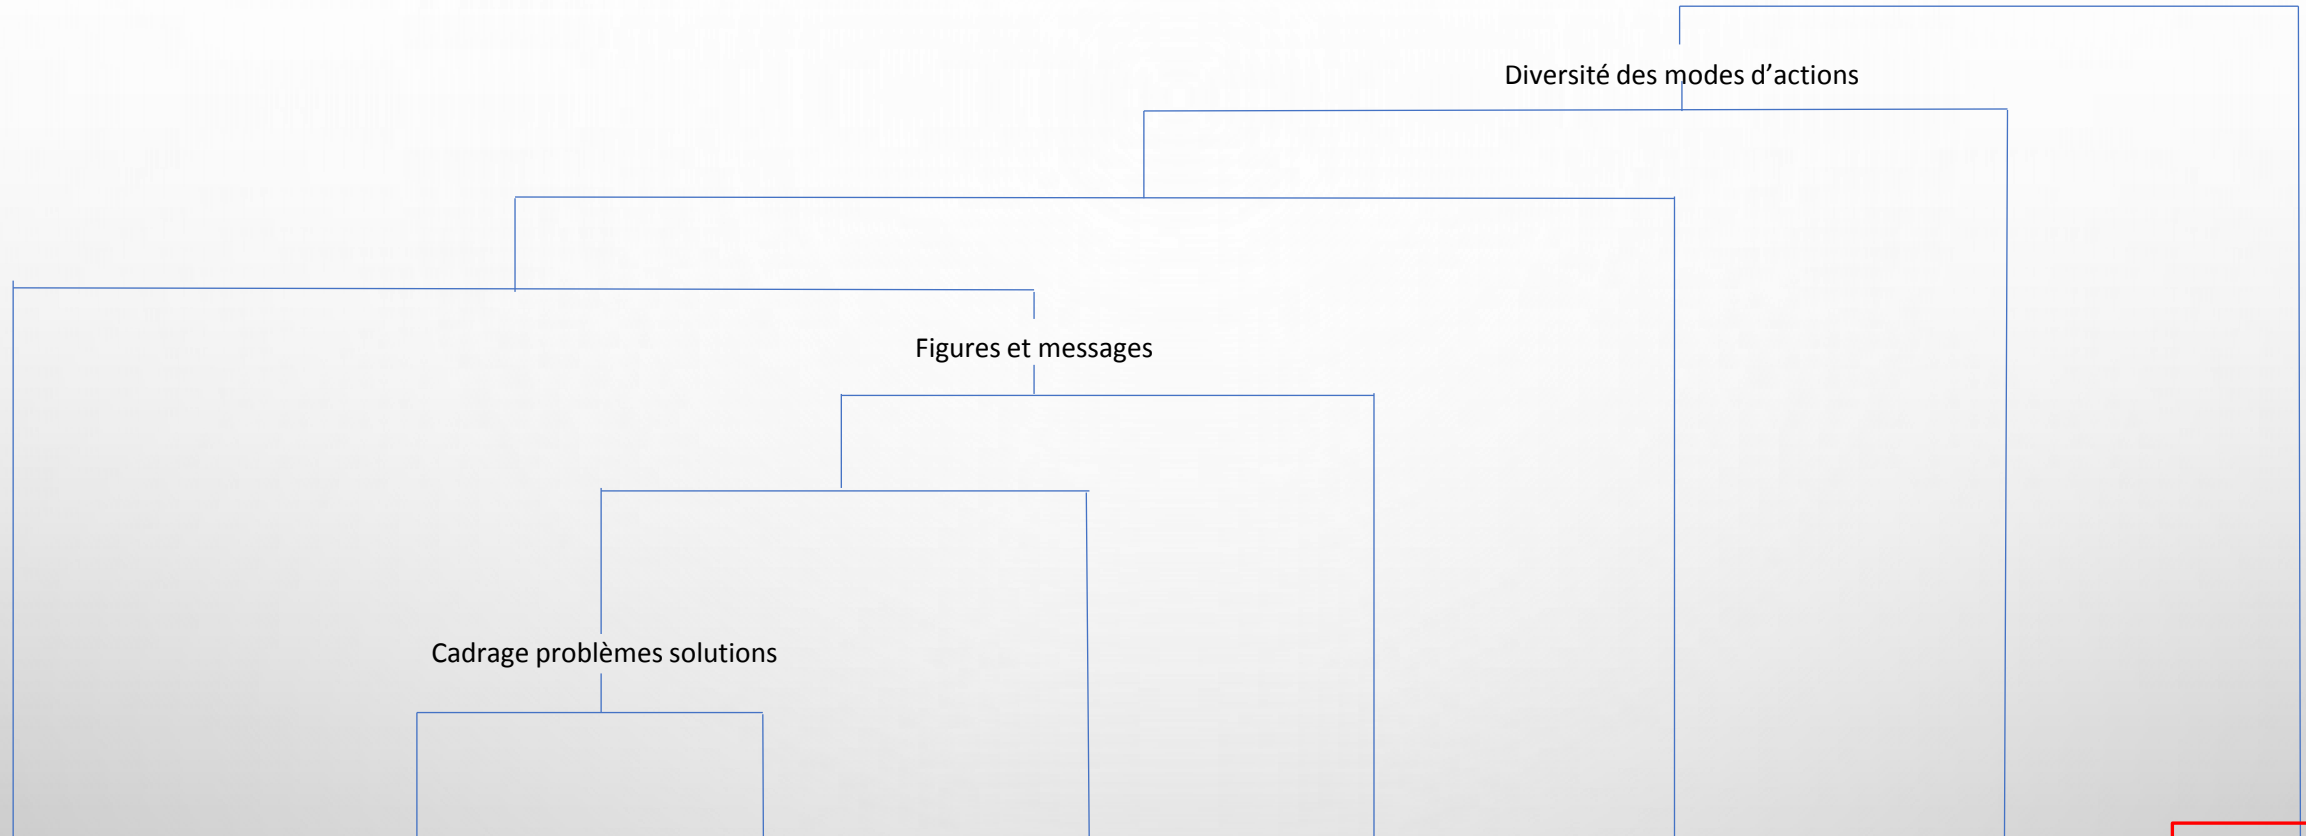 Diversité des modes d’actions
Figures et messages
Cadrage problèmes solutions